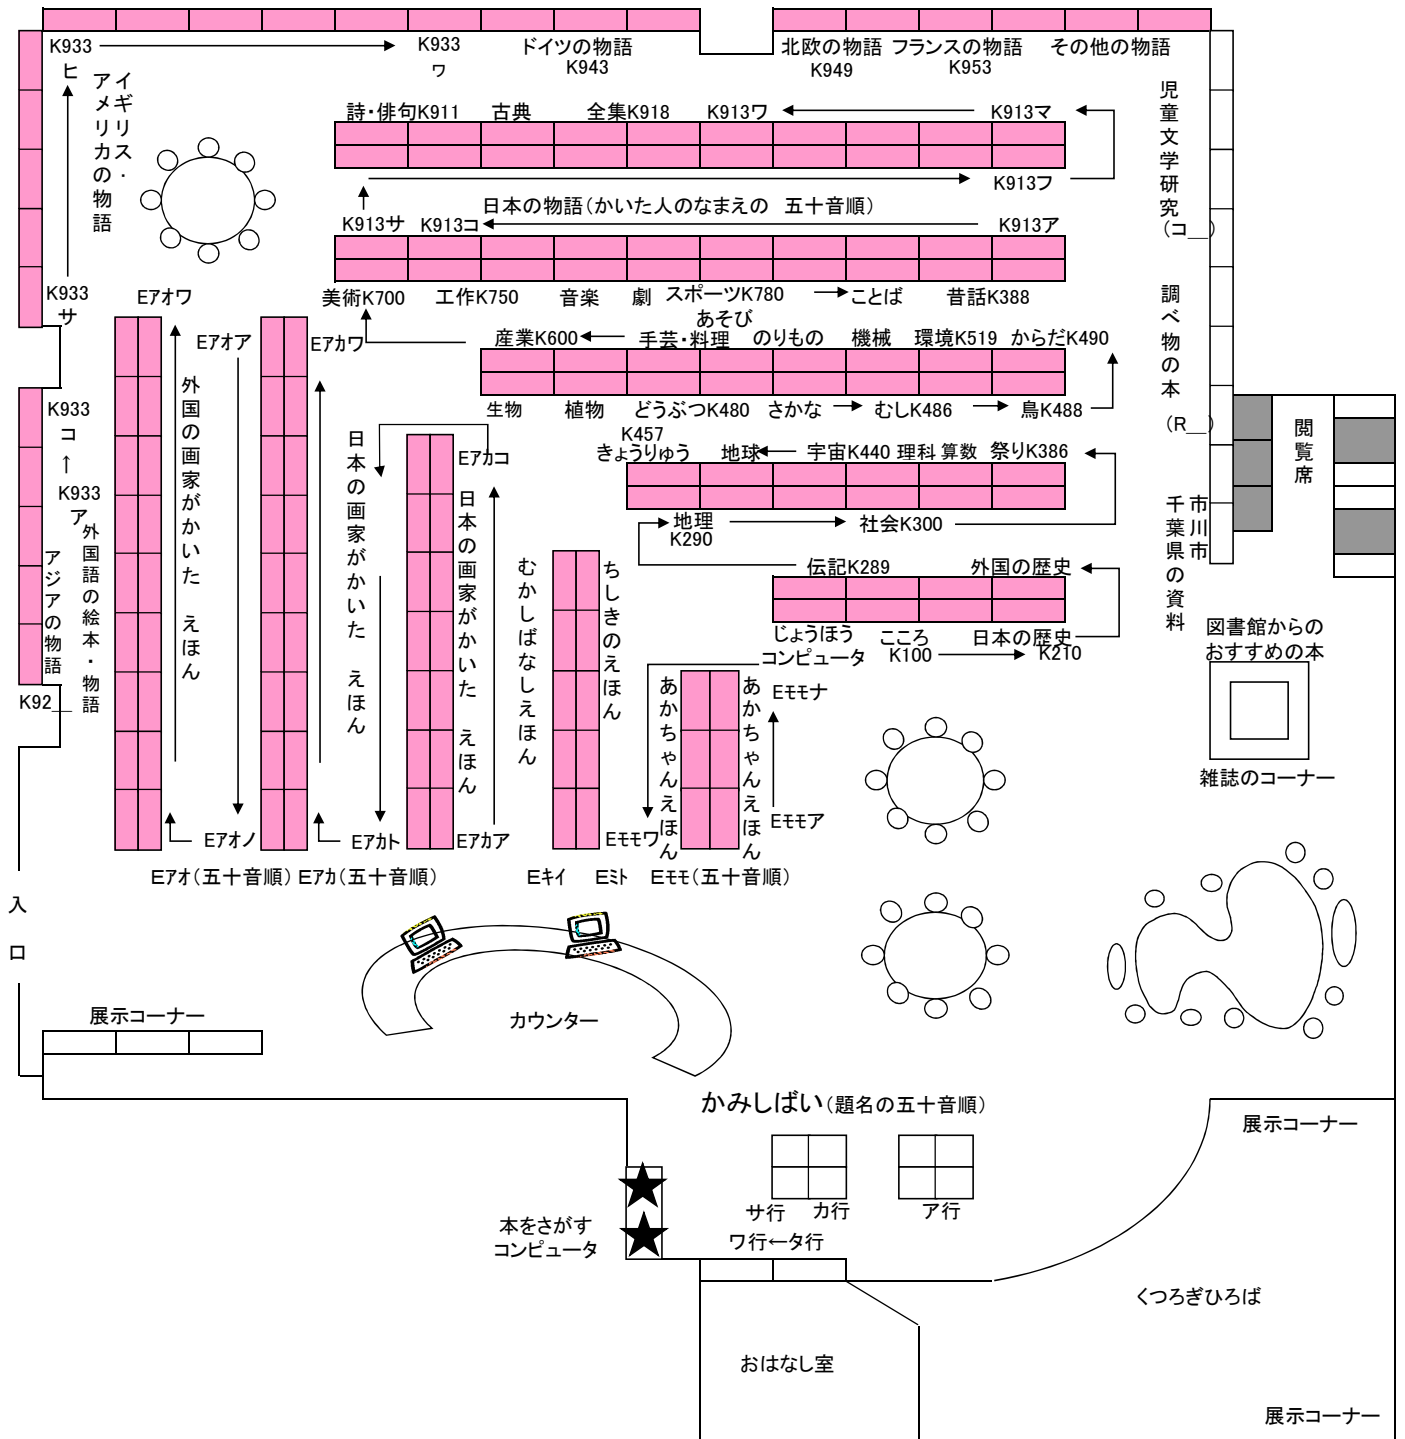 K933
K933
ワ
ドイツの物語
K943
北欧の物語
K949
フランスの物語
K953
その他の物語
ヒ
イギリス・
アメリカの物語
児童文学研究
(コ__)
詩・俳句K911
古典
全集K918
K913ワ
K913マ
K913フ
日本の物語(かいた人のなまえの 五十音順)
K913サ
K913コ
K913ア
K933
サ
Eアオワ
美術K700
工作K750
音楽
劇
スポーツK780
あそび
ことば
昔話K388
調べ物の本
(R__)
Eアオア
Eアカワ
産業K600
手芸・料理
のりもの
機械
環境K519
からだK490
外国の画家がかいた えほん
K933
コ
↑
K933
ア
生物
植物
どうぶつK480
さかな
むしK486
鳥K488
閲覧席
日本の画家がかいた えほん
Eアカコ
K457
きょうりゅう
地球
宇宙K440
理科
算数
祭りK386
日本の画家がかいた えほん
市川市
千葉県の資料
外国語の絵本・物語
アジアの物語
K92__
地理
K290
社会K300
むかしばなしえほん
ちしきのえほん
伝記K289
外国の歴史
じょうほう
コンピュータ
こころ
K100
日本の歴史
K210
図書館からの
おすすめの本
雑誌のコーナー
あかちゃんえほん
あかちゃんえほん
Eモモナ
Eモモア
Eアオノ
Eアカト
Eアカア
Eモモワ
Eアオ(五十音順)
Eアカ(五十音順)
Eキイ
Eミト
Eモモ(五十音順)
入口
展示コーナー
カウンター
かみしばい(題名の五十音順)
展示コーナー
サ行
カ行
ア行
本をさがす
コンピュータ
ワ行←タ行
くつろぎひろば
おはなし室
展示コーナー